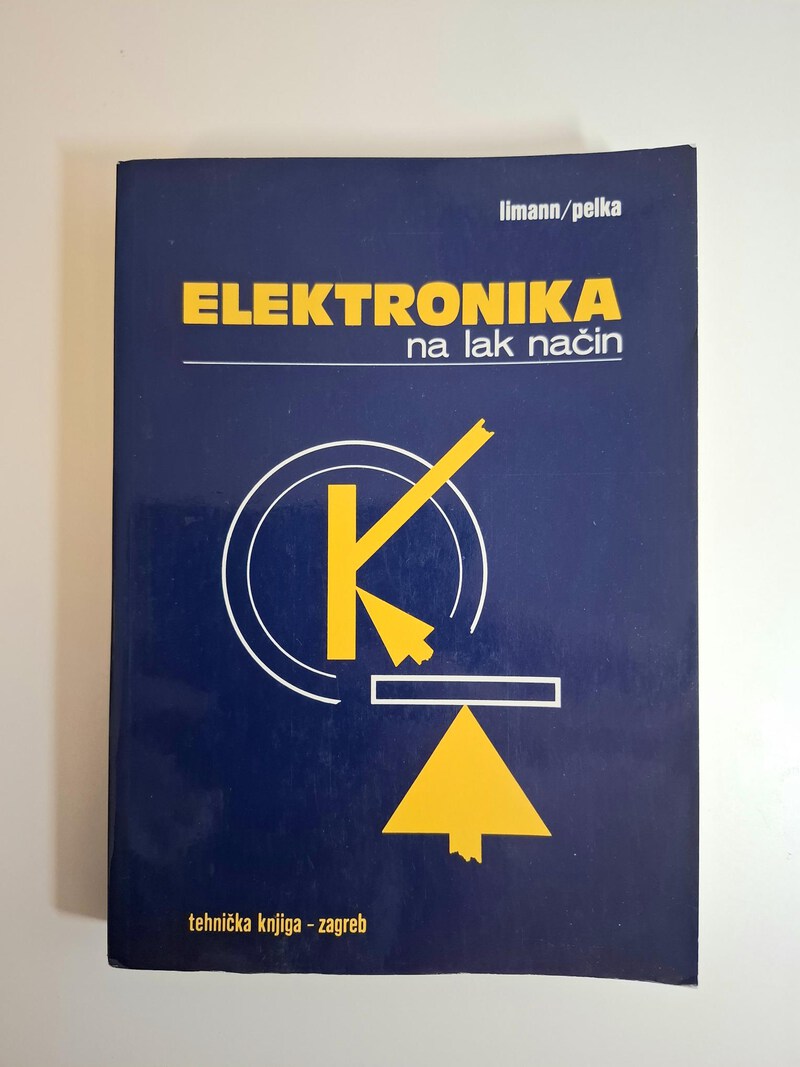 limann/pelka
ELEKTRONIKA
na lak način
tehnička knjiga - zagreb